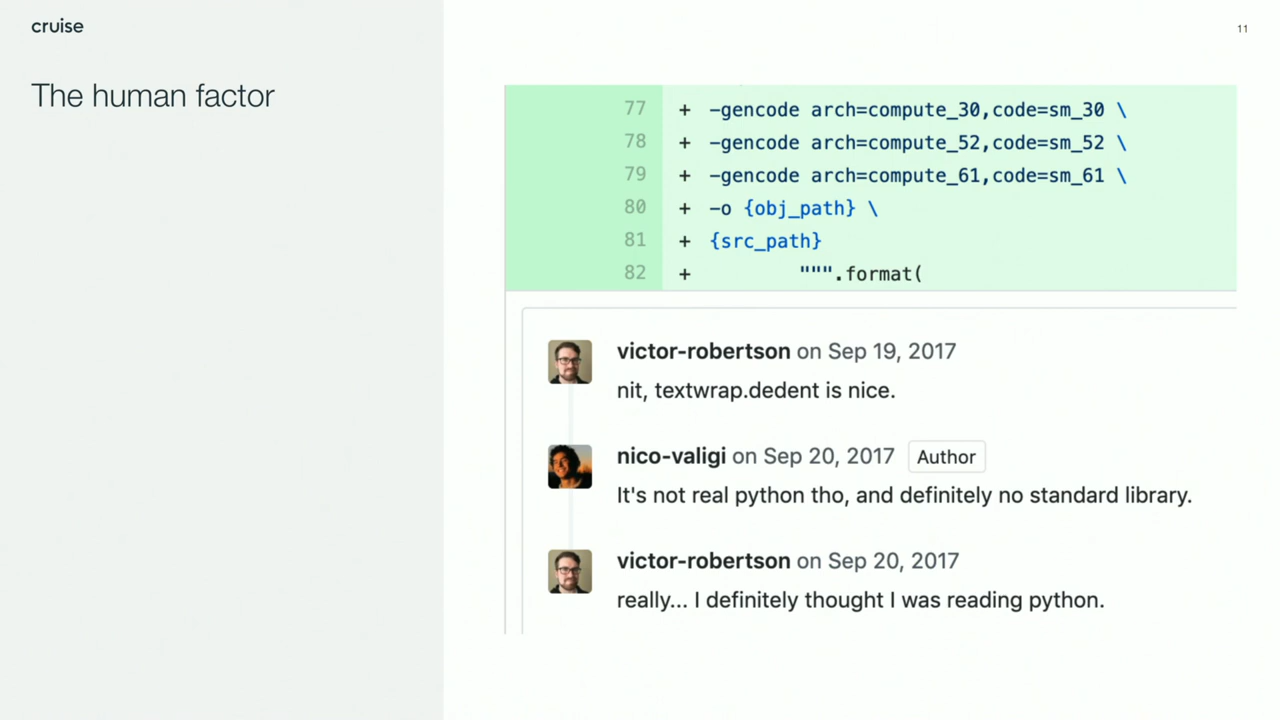 cruise
11
The human factor
77 + -gencode arch=compute_30,code=sm_30 \
78 + -gencode arch=compute_52,code=sm_52 \
79 + -gencode arch=compute_61,code=sm_61 \
80 + -o {obj_path} \
81 + {src_path}
82 + """.format(
victor-robertson on Sep 19, 2017
nit, textwrap.dedent is nice.
nico-valigi on Sep 20, 2017 Author
It's not real python tho, and definitely no standard library.
victor-robertson on Sep 20, 2017
really... I definitely thought I was reading python.